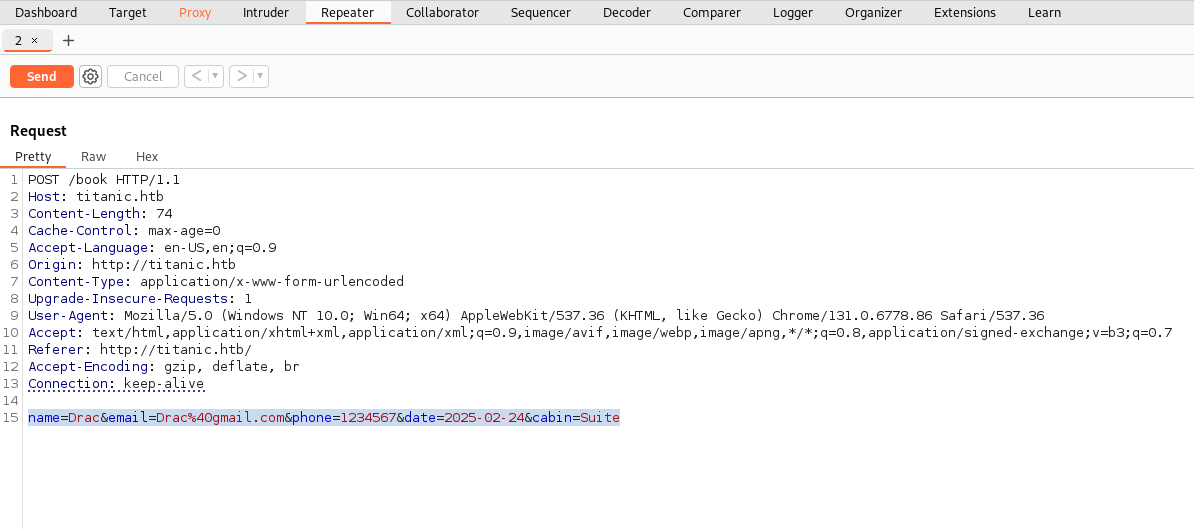 Dashboard Target Proxy Intruder Repeater Collaborator Sequencer Decoder Comparer Logger Organizer Extensions Learn
2 × +
Send Cancel < ▼ > ▼
Request
Pretty Raw Hex
1 POST /book HTTP/1.1
2 Host: titanic.htb
3 Content-Length: 74
4 Cache-Control: max-age=0
5 Accept-Language: en-US,en;q=0.9
6 Origin: http://titanic.htb
7 Content-Type: application/x-www-form-urlencoded
8 Upgrade-Insecure-Requests: 1
9 User-Agent: Mozilla/5.0 (Windows NT 10.0; Win64; x64) AppleWebKit/537.36 (KHTML, like Gecko) Chrome/131.0.6778.86 Safari/537.36
10 Accept: text/html,application/xhtml+xml,application/xml;q=0.9,image/avif,image/webp,image/apng,*/*;q=0.8,application/signed-exchange;v=b3;q=0.7
11 Referer: http://titanic.htb/
12 Accept-Encoding: gzip, deflate, br
13 Connection: keep-alive
14
15 name=Drac&email=Drac%40gmail.com&phone=1234567&date=2025-02-24&cabin=Suite